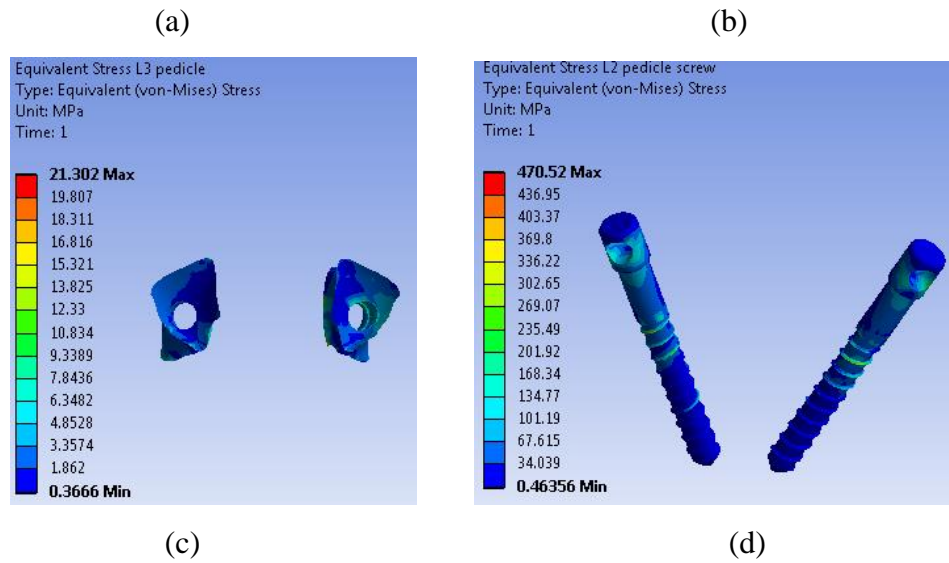 (a)
(b)
Equivalent Stress L3 pedicle
Type: Equivalent (von-Mises) Stress
Unit: MPa
Time: 1
21.302 Max
19.807
18.311
16.816
15.321
13.825
12.33
10.834
9.3389
7.8436
6.3482
4.8528
3.3574
1.862
0.3666 Min
Equivalent Stress L2 pedicle screw
Type: Equivalent (von-Mises) Stress
Unit: MPa
Time: 1
470.52 Max
436.95
403.37
369.8
336.22
302.65
269.07
235.49
201.92
168.34
134.77
101.19
67.615
34.039
0.46356 Min
(c)
(d)